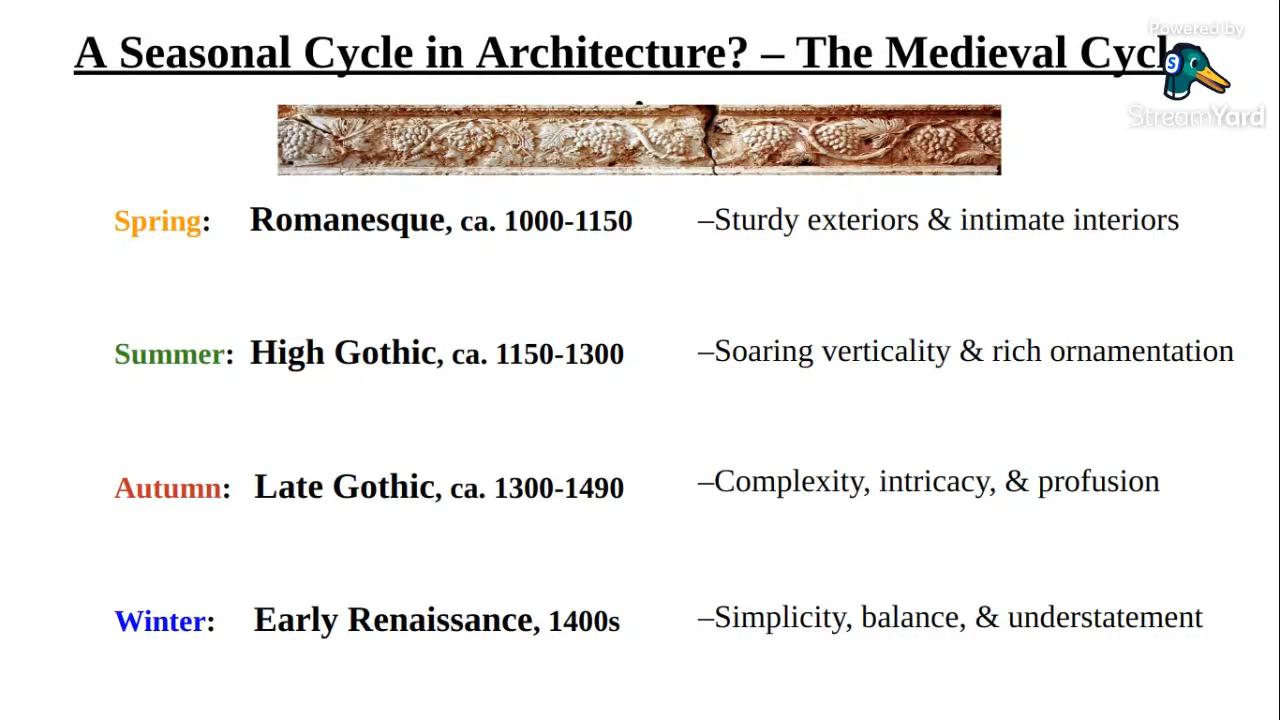 A Seasonal Cycle in Architecture? – The Medieval Cycle
Powered by
StreamYard
Spring: Romanesque, ca. 1000-1150 –Sturdy exteriors & intimate interiors
Summer: High Gothic, ca. 1150-1300 –Soaring verticality & rich ornamentation
Autumn: Late Gothic, ca. 1300-1490 –Complexity, intricacy, & profusion
Winter: Early Renaissance, 1400s –Simplicity, balance, & understatement